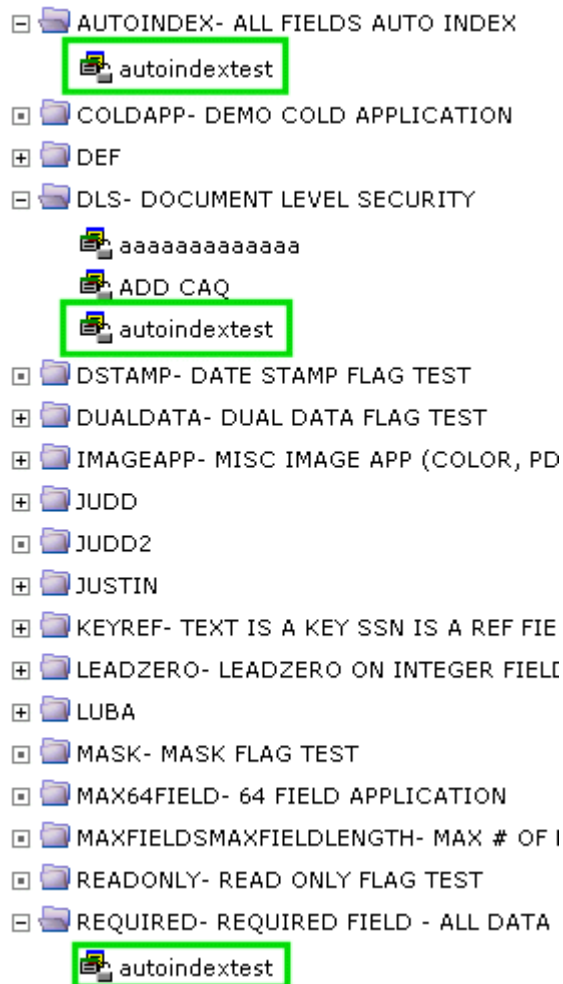 AUTOINDEX- ALL FIELDS AUTO INDEX
autoindextest
COLDAPP- DEMO COLD APPLICATION
DEF
DLS- DOCUMENT LEVEL SECURITY
aaaaaaaaaaaaa
ADD CAQ
autoindextest
DSTAMP- DATE STAMP FLAG TEST
DUALDATA- DUAL DATA FLAG TEST
IMAGEAPP- MISC IMAGE APP (COLOR, PD
JUDD
JUDD2
JUSTIN
KEYREF- TEXT IS A KEY SSN IS A REF FIE
LEADZERO- LEADZERO ON INTEGER FIELD
LUBA
MASK- MASK FLAG TEST
MAX64FIELD- 64 FIELD APPLICATION
MAXFIELDSMAXFIELDLENGTH- MAX # OF
READONLY- READ ONLY FLAG TEST
REQUIRED- REQUIRED FIELD - ALL DATA
autoindextest